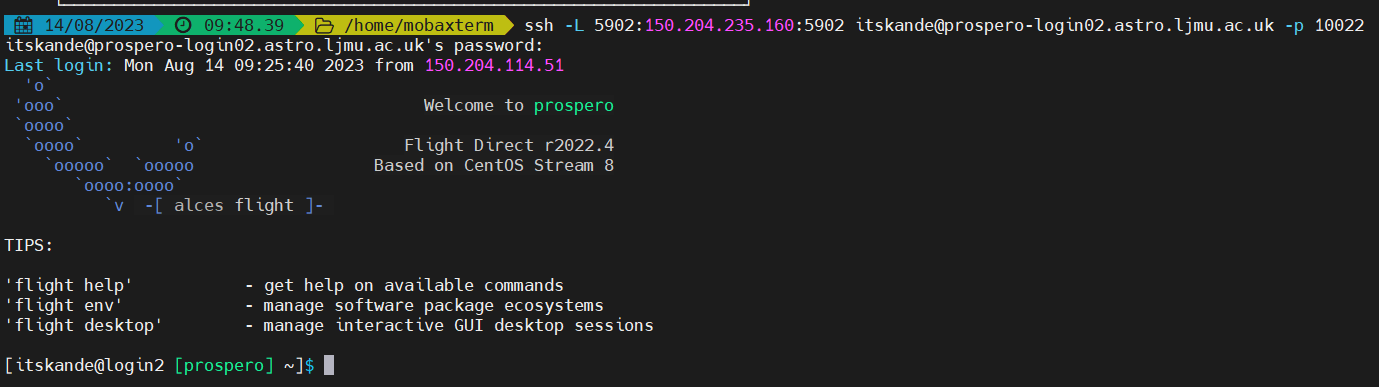 14/08/2023 09:48.39 /home/mobaxterm ssh -L 5902:150.204.235.160:5902 itskande@prospero-login02.astro.ljmu.ac.uk -p 10022
itskande@prospero-login02.astro.ljmu.ac.uk's password:
Last login: Mon Aug 14 09:25:40 2023 from 150.204.114.51
'o`
'ooo` Welcome to prospero
`oooo`
`oooo` 'o` Flight Direct r2022.4
`ooooo` `ooooo Based on CentOS Stream 8
`oooo:oooo`
`v -[ alces flight ]-
TIPS:
'flight help' - get help on available commands
'flight env' - manage software package ecosystems
'flight desktop' - manage interactive GUI desktop sessions
[itskande@login2 [prospero] ~]$